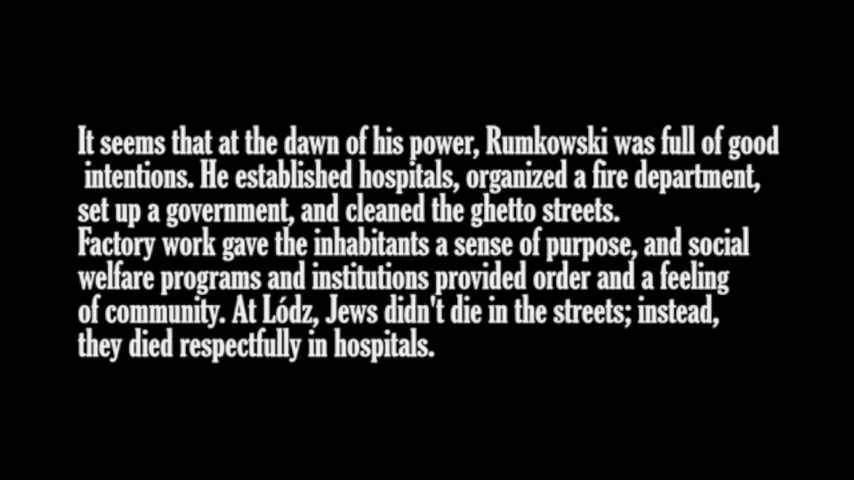 It seems that at the dawn of his power, Rumkowski was full of good
intentions. He established hospitals, organized a fire department,
set up a government, and cleaned the ghetto streets.
Factory work gave the inhabitants a sense of purpose, and social
welfare programs and institutions provided order and a feeling
of community. At Lódz, Jews didn't die in the streets; instead,
they died respectfully in hospitals.